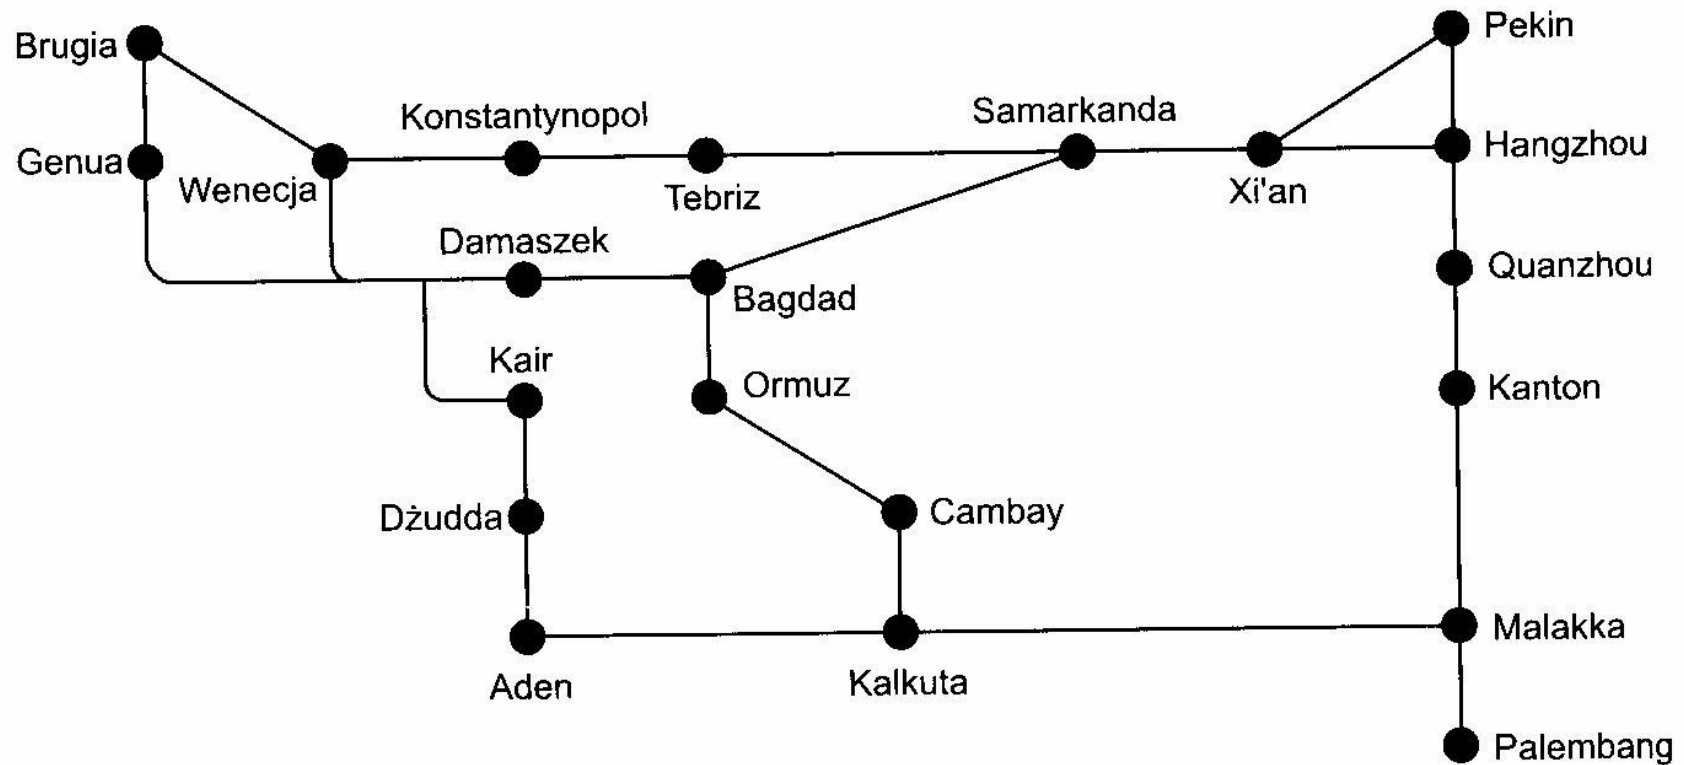 Brugia
Pekin
Konstantynopol
Samarkanda
Genua
Wenecja
Tebriz
Xi'an
Hangzhou
Damaszek
Bagdad
Quanzhou
Kair
Ormuz
Kanton
Dżudda
Cambay
Aden
Kalkuta
Malakka
Palembang